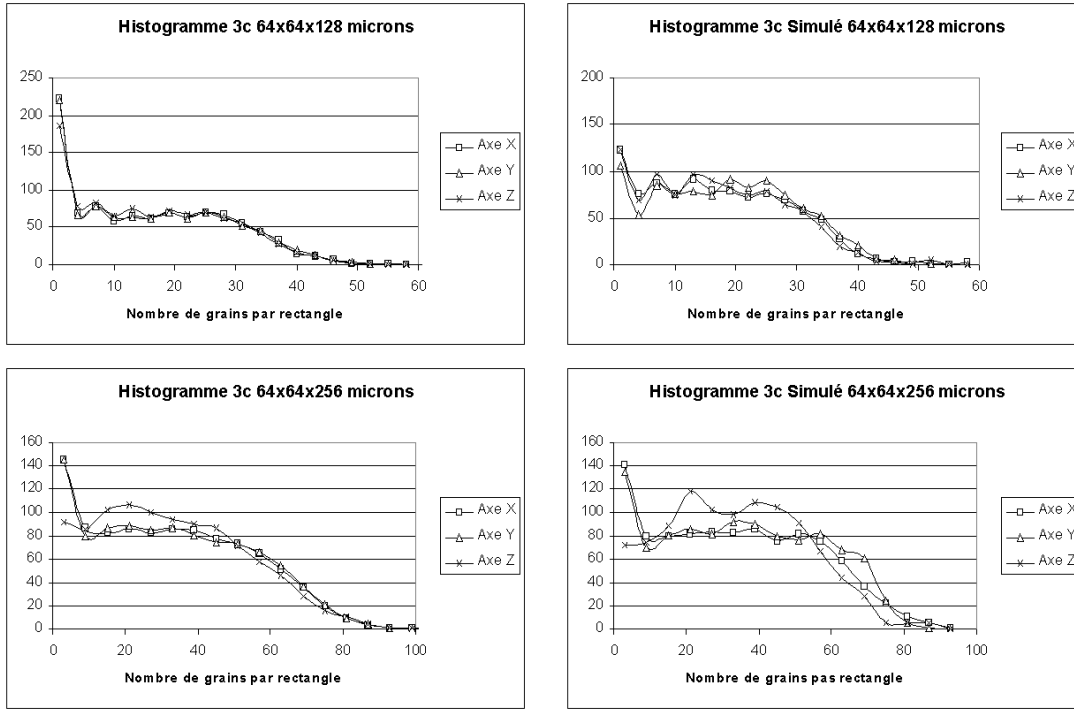 Histogramme 3c 64x64x128 microns
250
200
150
100
50
0
0 10 20 30 40 50 60
Nombre de grains par rectangle
Axe X
Axe Y
Axe Z
Histogramme 3c Simulé 64x64x128 microns
200
150
100
50
0
0 10 20 30 40 50 60
Nombre de grains par rectangle
Axe X
Axe Y
Axe Z
Histogramme 3c 64x64x256 microns
160
140
120
100
80
60
40
20
0
0 20 40 60 80 100
Nombre de grains par rectangle
Axe X
Axe Y
Axe Z
Histogramme 3c Simulé 64x64x256 microns
160
140
120
100
80
60
40
20
0
0 20 40 60 80 100
Nombre de grains pas rectangle
Axe X
Axe Y
Axe Z